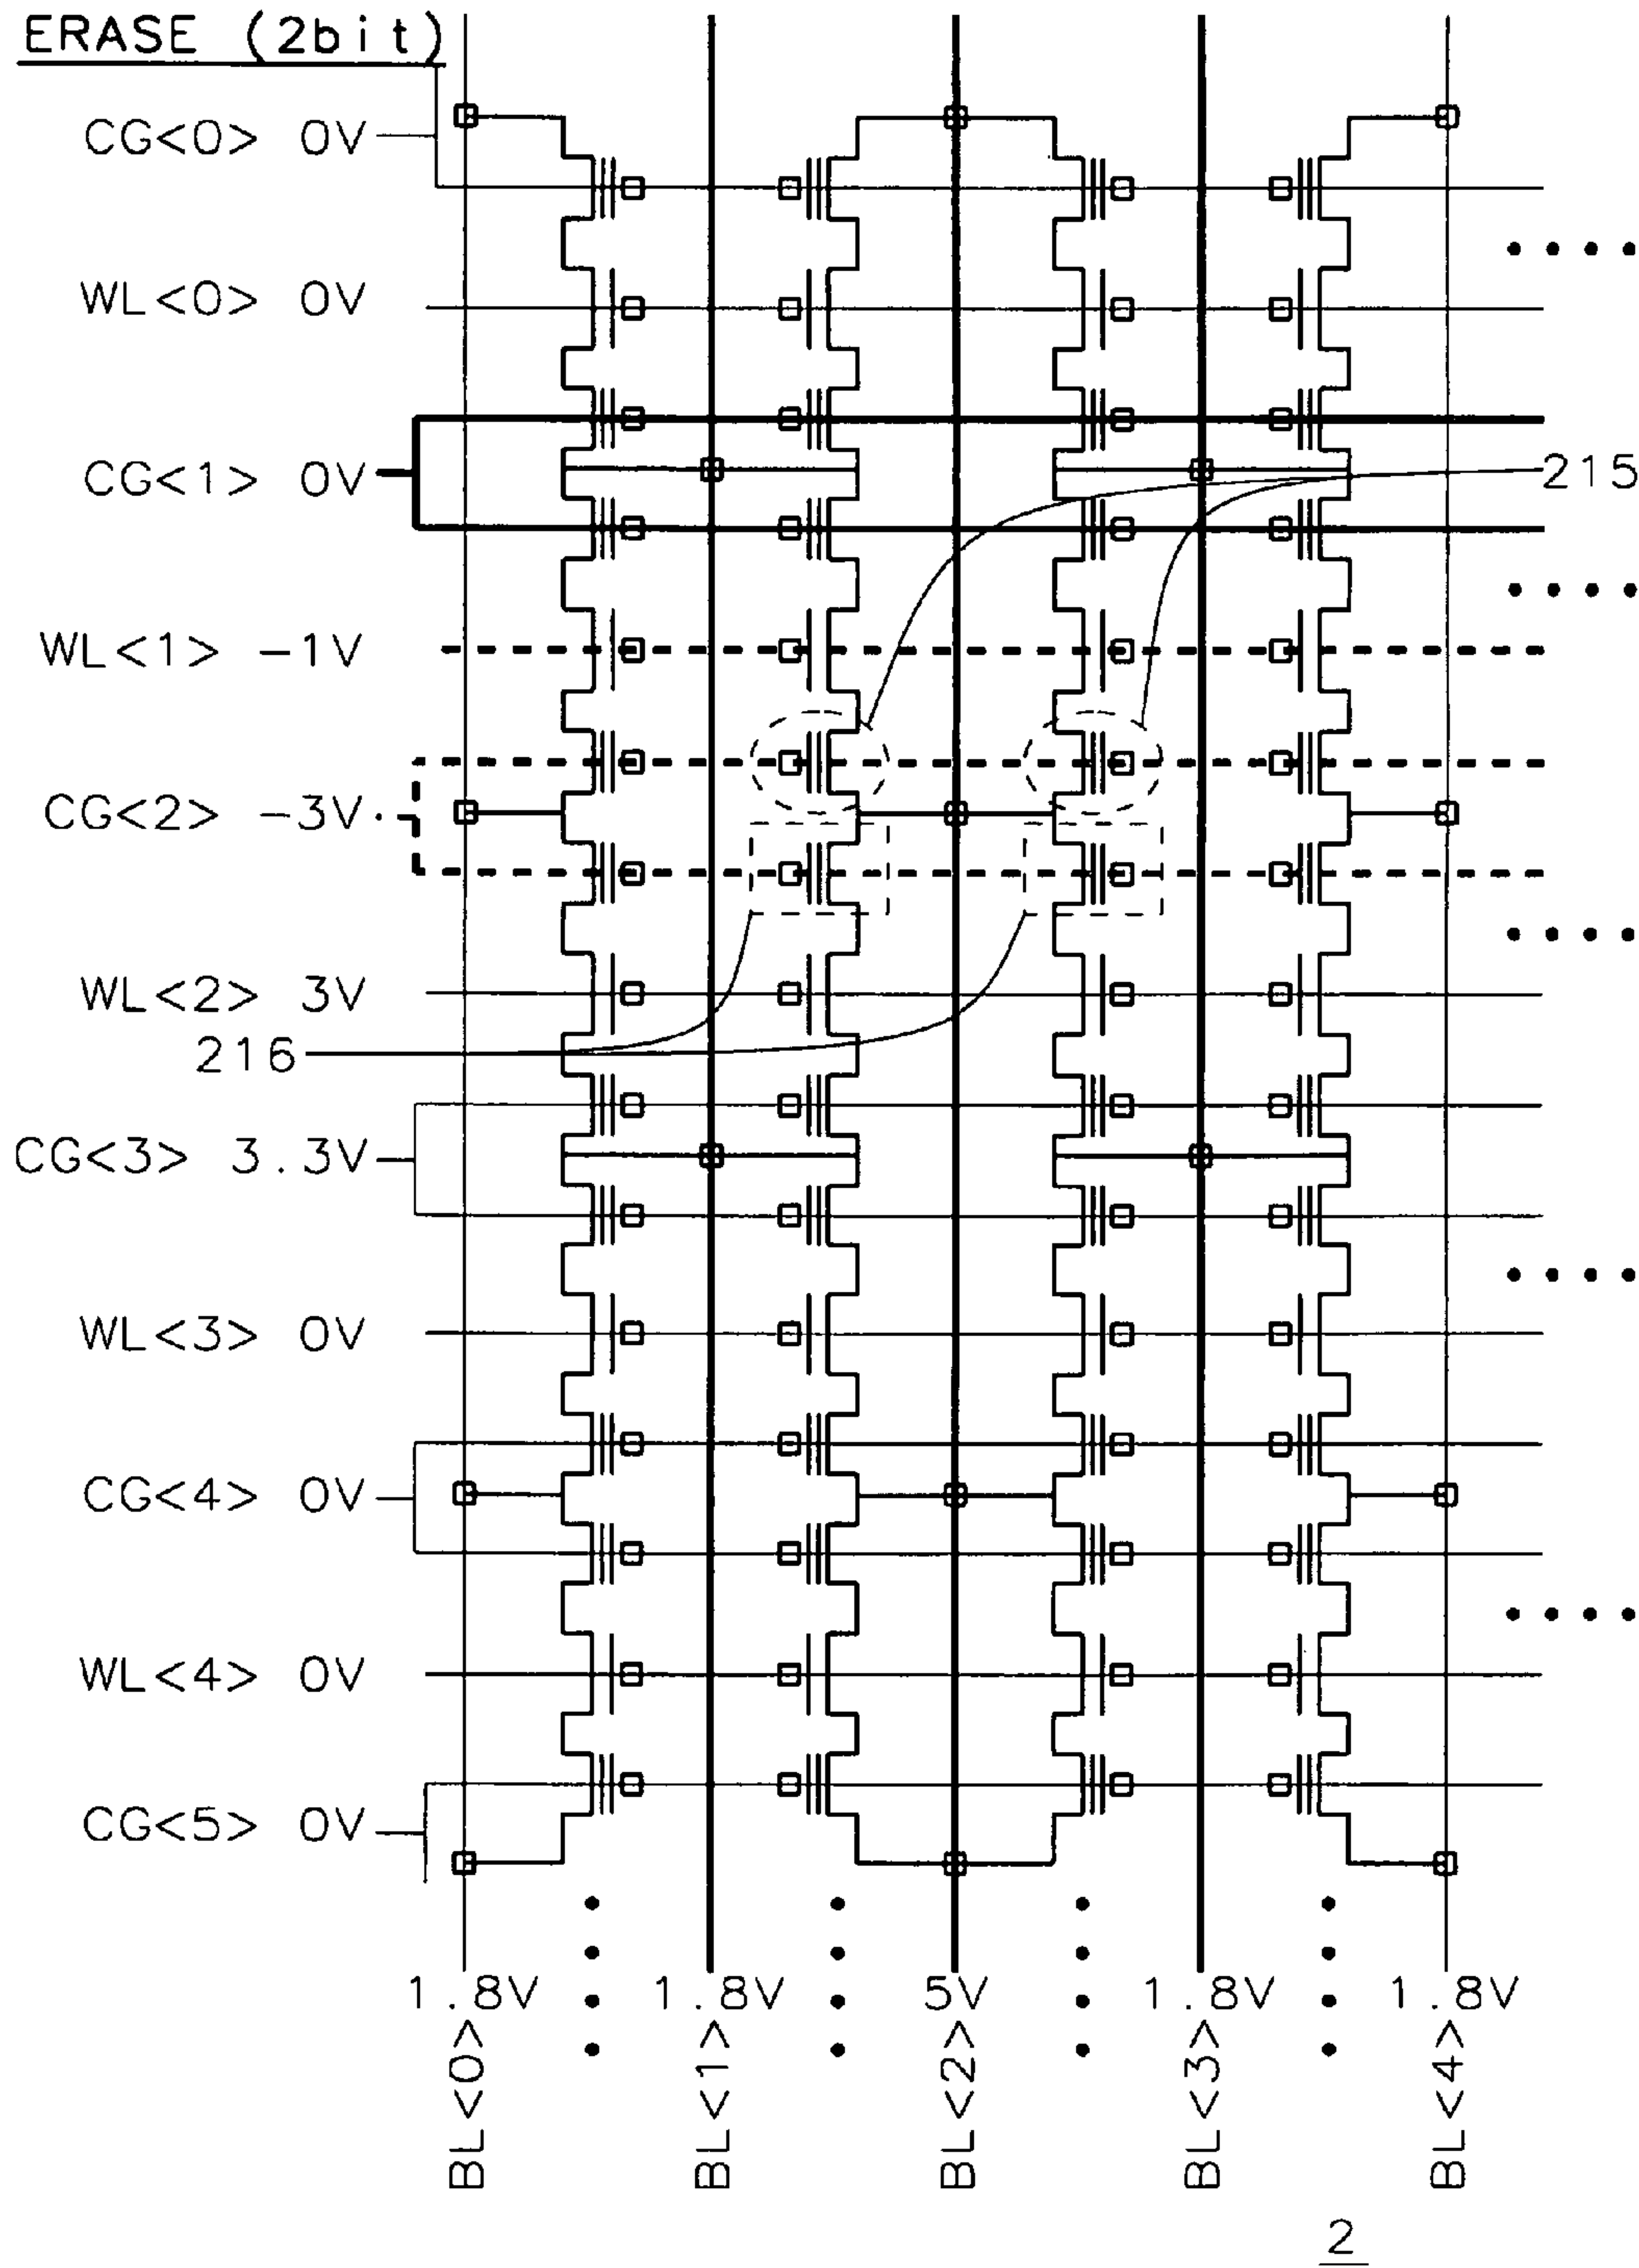 ERASE (2bit)
CG<0> 0V
WL<0> 0V
CG<1> 0V
215
WL<1> -1V
CG<2> -3V
WL<2> 3V
216
CG<3> 3.3V
WL<3> 0V
CG<4> 0V
WL<4> 0V
CG<5> 0V
1.8V 1.8V 5V 1.8V 1.8V
BL<0> BL<1> BL<2> BL<3> BL<4>
2